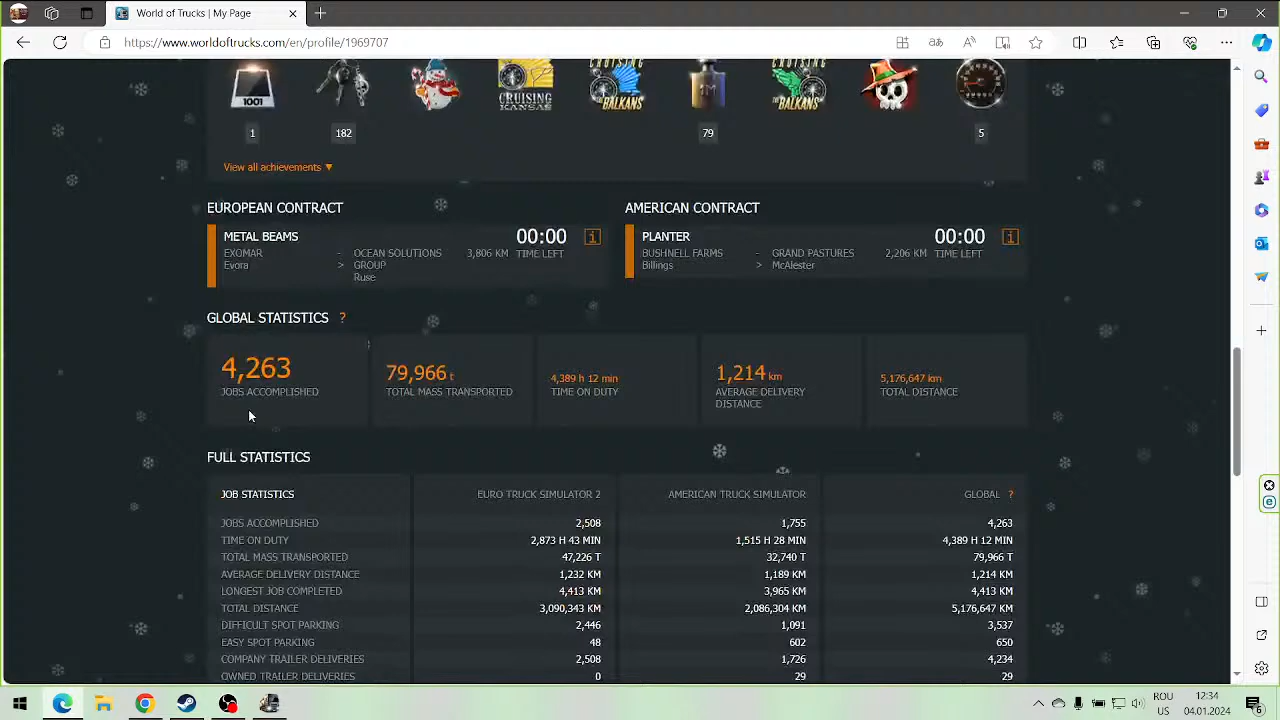 World of Trucks | My Page
https://www.worldoftrucks.com/en/profile/1969707
1001
CRUISING
KANSAS
CRUISING
THE BALKANS
1M
CRUISING
THE BALKANS
1
182
79
5
View all achievements ▼
EUROPEAN CONTRACT
METAL BEAMS
00:00
EXOMAR - OCEAN SOLUTIONS 3,806 KM TIME LEFT
Evora > GROUP
Ruse
AMERICAN CONTRACT
PLANTER
00:00
BUSHNELL FARMS - GRAND PASTURES 2,206 KM TIME LEFT
Billings > McAlester
GLOBAL STATISTICS ?
4,263
JOBS ACCOMPLISHED
79,966 t
TOTAL MASS TRANSPORTED
4,389 h 12 min
TIME ON DUTY
1,214 km
AVERAGE DELIVERY
DISTANCE
5,176,647 km
TOTAL DISTANCE
FULL STATISTICS
JOB STATISTICS EURO TRUCK SIMULATOR 2 AMERICAN TRUCK SIMULATOR GLOBAL ?
JOBS ACCOMPLISHED 2,508 1,755 4,263
TIME ON DUTY 2,873 H 43 MIN 1,515 H 28 MIN 4,389 H 12 MIN
TOTAL MASS TRANSPORTED 47,226 T 32,740 T 79,966 T
AVERAGE DELIVERY DISTANCE 1,232 KM 1,189 KM 1,214 KM
LONGEST JOB COMPLETED 4,413 KM 3,965 KM 4,413 KM
TOTAL DISTANCE 3,090,343 KM 2,086,304 KM 5,176,647 KM
DIFFICULT SPOT PARKING 2,446 1,091 3,537
EASY SPOT PARKING 48 602 650
COMPANY TRAILER DELIVERIES 2,508 1,726 4,234
OWNED TRAILER DELIVERIES 0 29 29
ROU
US
12:34
04.01.2024
6